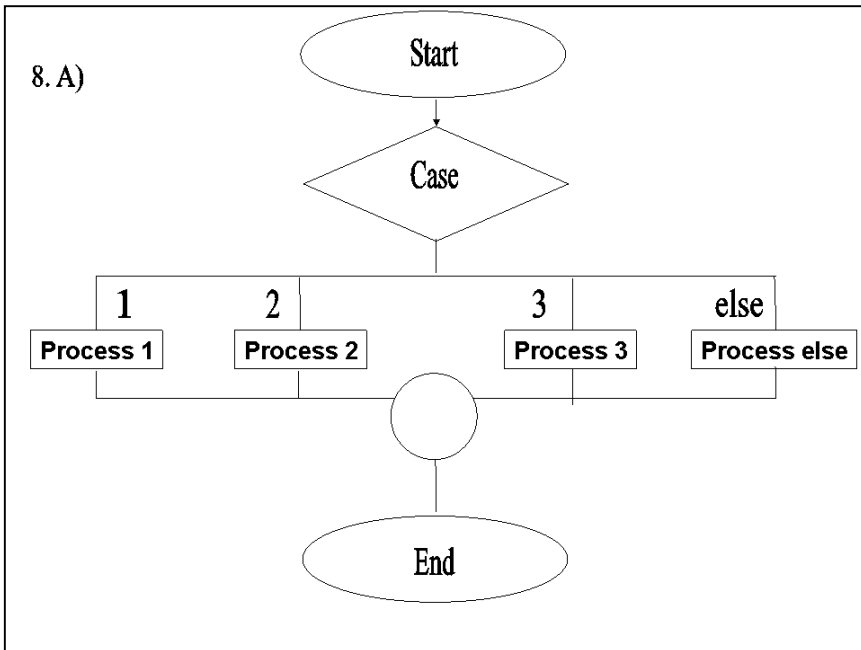 Start
8. A)
Case
1 2 3 else
Process 1 Process 2 Process 3 Process else
End